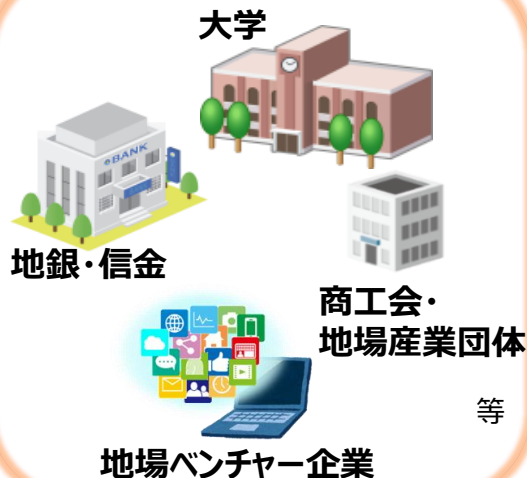 大学
BANK
地銀・信金
商工会・
地場産業団体
等
地場ベンチャー企業